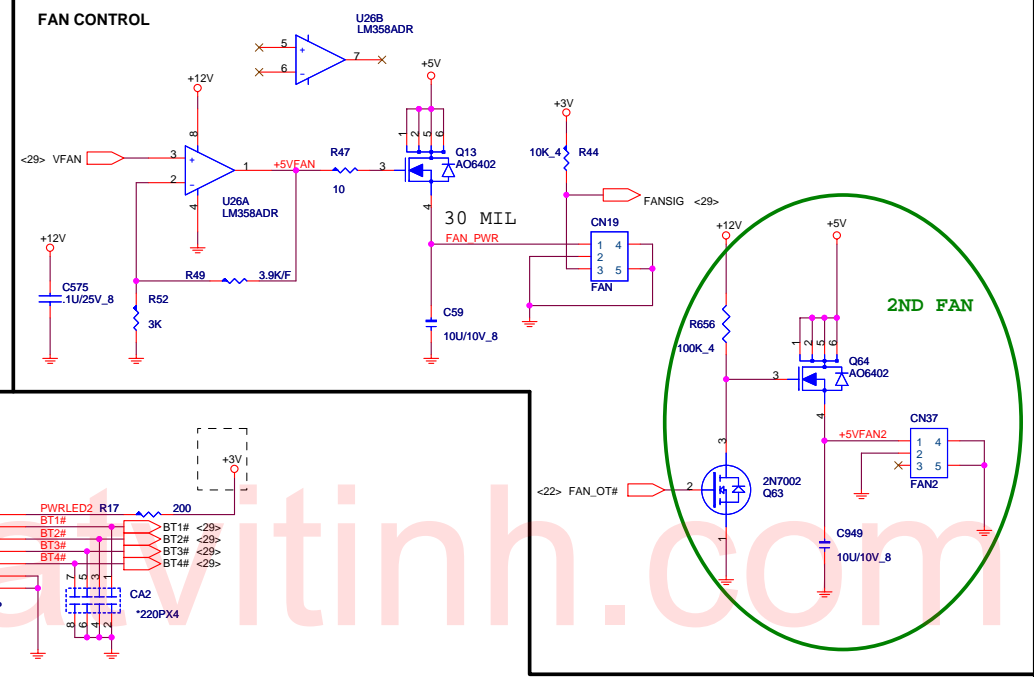 FAN CONTROL
U26B
LM358ADR
5
+
6
-
7
+12V
8
<29> VFAN
3
+
2
-
1
4
U26A
LM358ADR
+5VFAN
R47
10
+5V
1 2 5 6
3
Q13
AO6402
4
30 MIL
FAN_PWR
+3V
10K_4 R44
FANSIG <29>
CN19
1 4
2
3 5
FAN
+12V
C575
.1U/25V_8
R49 3.9K/F
R52
3K
C59
10U/10V_8
+12V
+5V
2ND FAN
R656
100K_4
1 2 5 6
3
Q64
AO6402
4
+5VFAN2
CN37
1 4
2
3 5
FAN2
<22> FAN_OT#
2
3
1
2N7002
Q63
C949
10U/10V_8
+3V
PWRLED2 R17 200
BT1# BT1# <29>
BT2# BT2# <29>
BT3# BT3# <29>
BT4# BT4# <29>
7 5 3 1
CA2
*220PX4
8 6 4 2
atvitinh.com